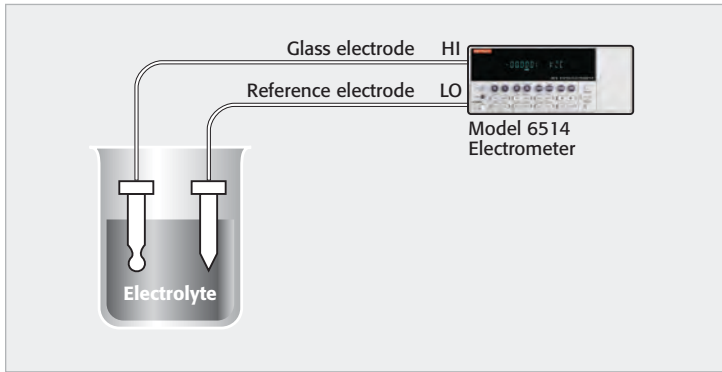 Glass electrode HI
Reference electrode LO
Model 6514
Electrometer
Electrolyte